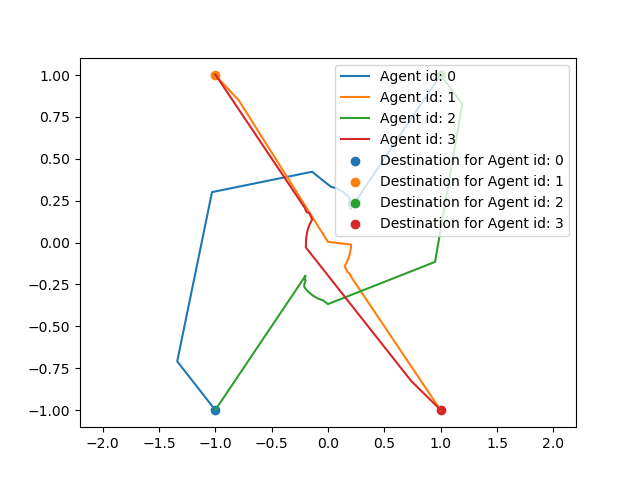 Agent id: 0
Agent id: 1
Agent id: 2
Agent id: 3
Destination for Agent id: 0
Destination for Agent id: 1
Destination for Agent id: 2
Destination for Agent id: 3
1.00
0.75
0.50
0.25
0.00
−0.25
−0.50
−0.75
−1.00
−2.0 −1.5 −1.0 −0.5 0.0 0.5 1.0 1.5 2.0